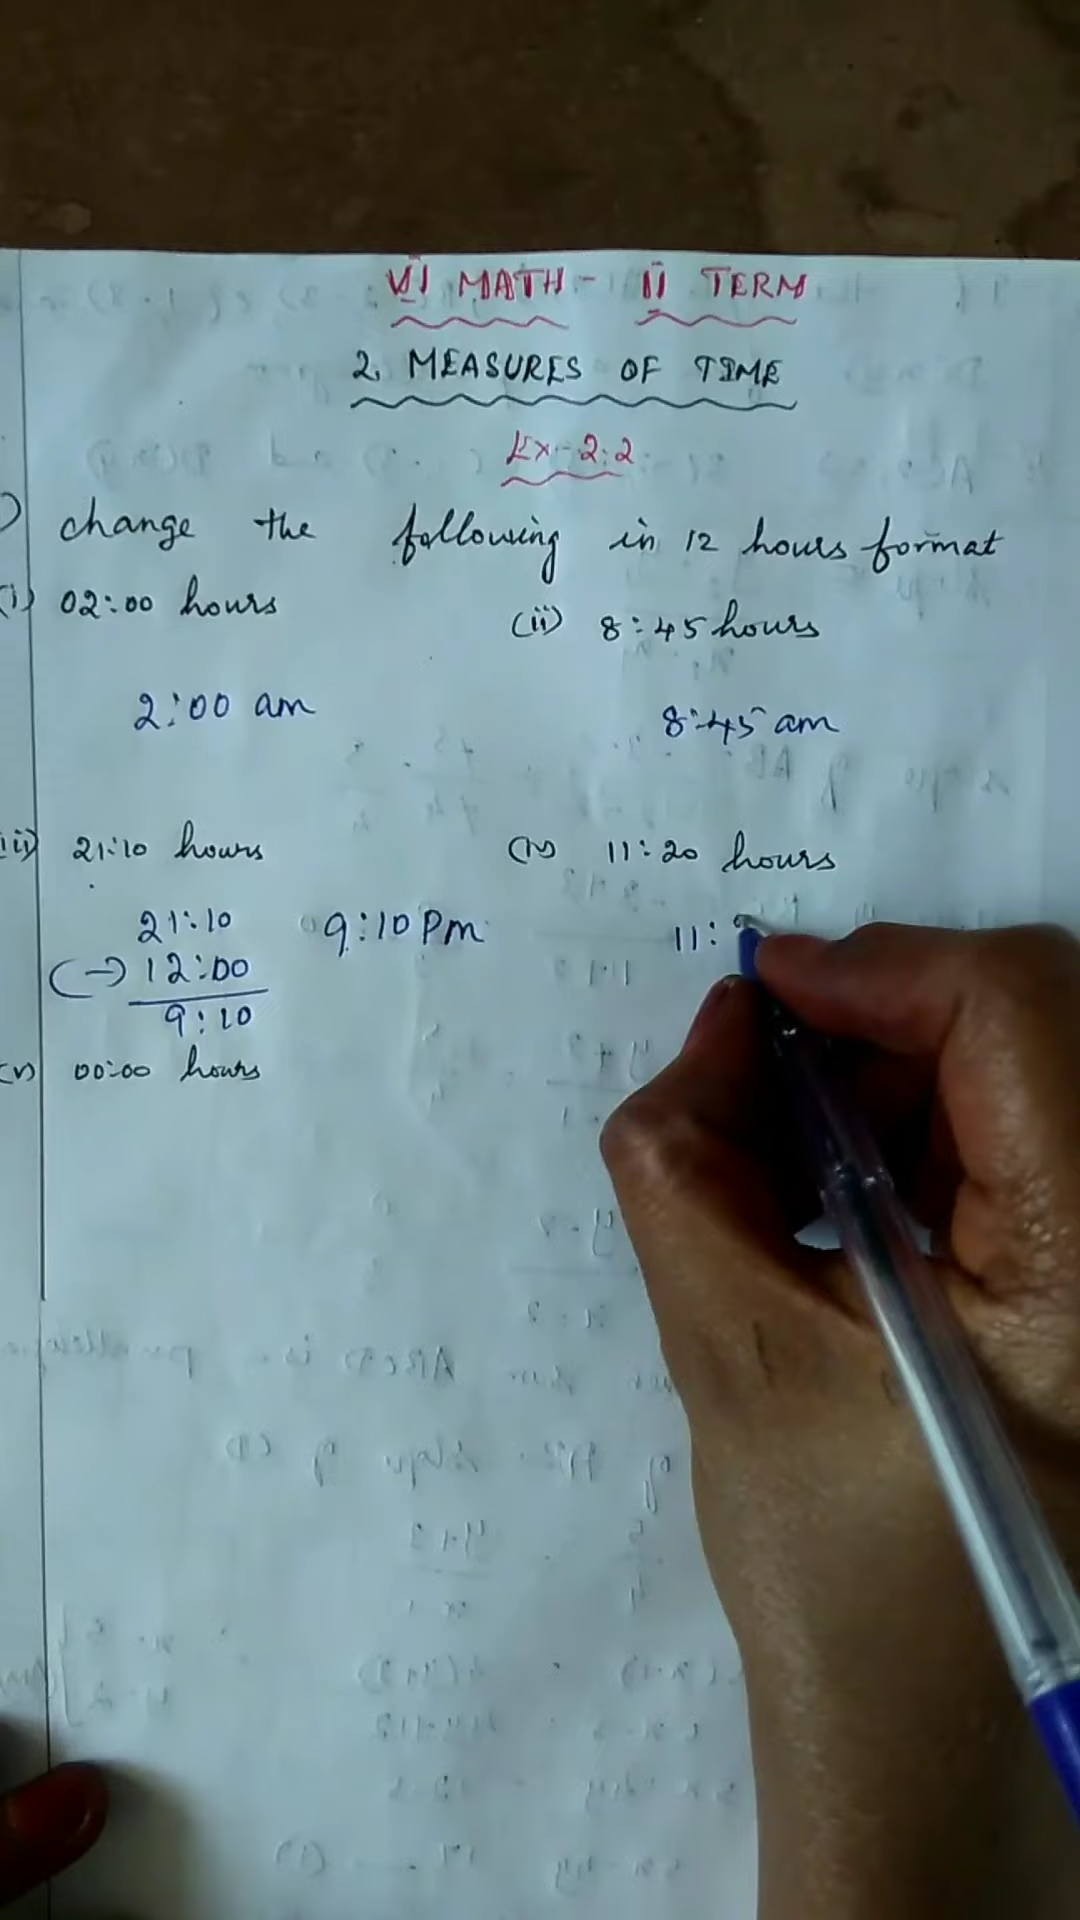 VI MATH - II TERM
2. MEASURES OF TIME
Ex - 2.2
change the following in 12 hours format
(i) 02:00 hours
(ii) 8:45 hours
2:00 am
8:45 am
(iii) 21:10 hours
(iv) 11:20 hours
21:10
(-) 12:00
9:10
9:10 Pm
11:
(v) 00:00 hours